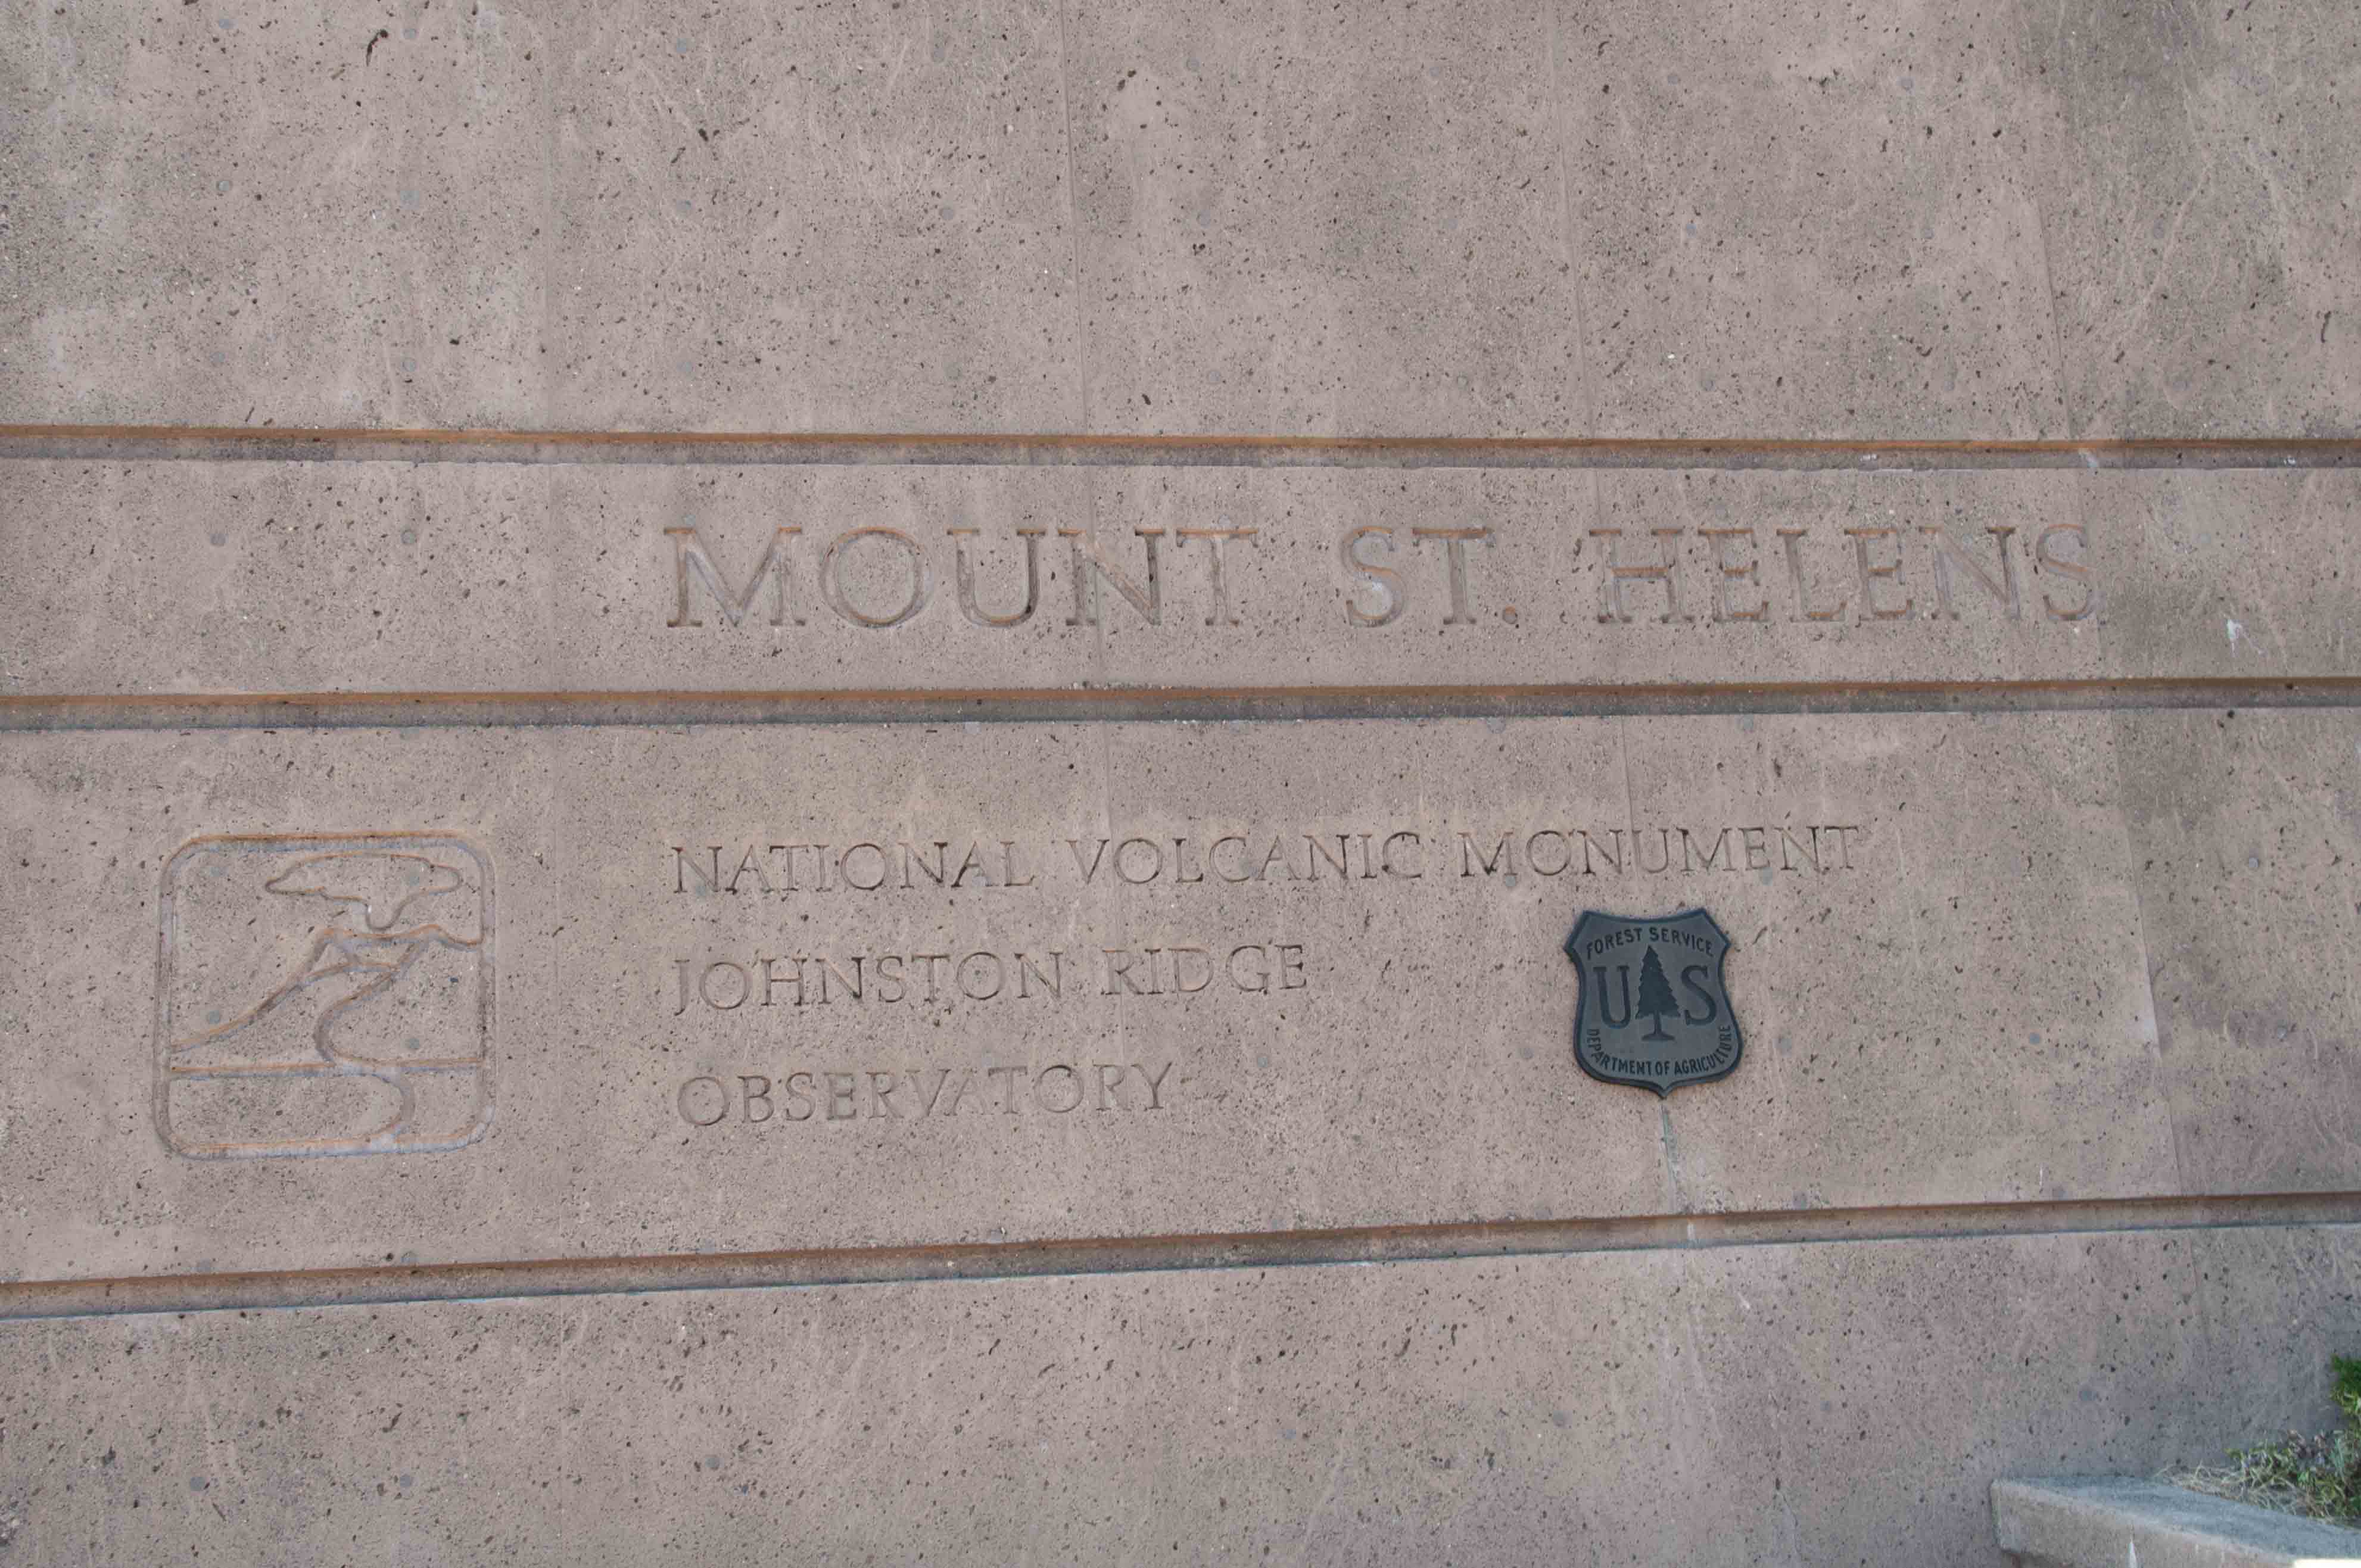 MOUNT ST. HELENS
NATIONAL VOLCANIC MONUMENT
JOHNSTON RIDGE
OBSERVATORY
FOREST SERVICE
U S
DEPARTMENT OF AGRICULTURE